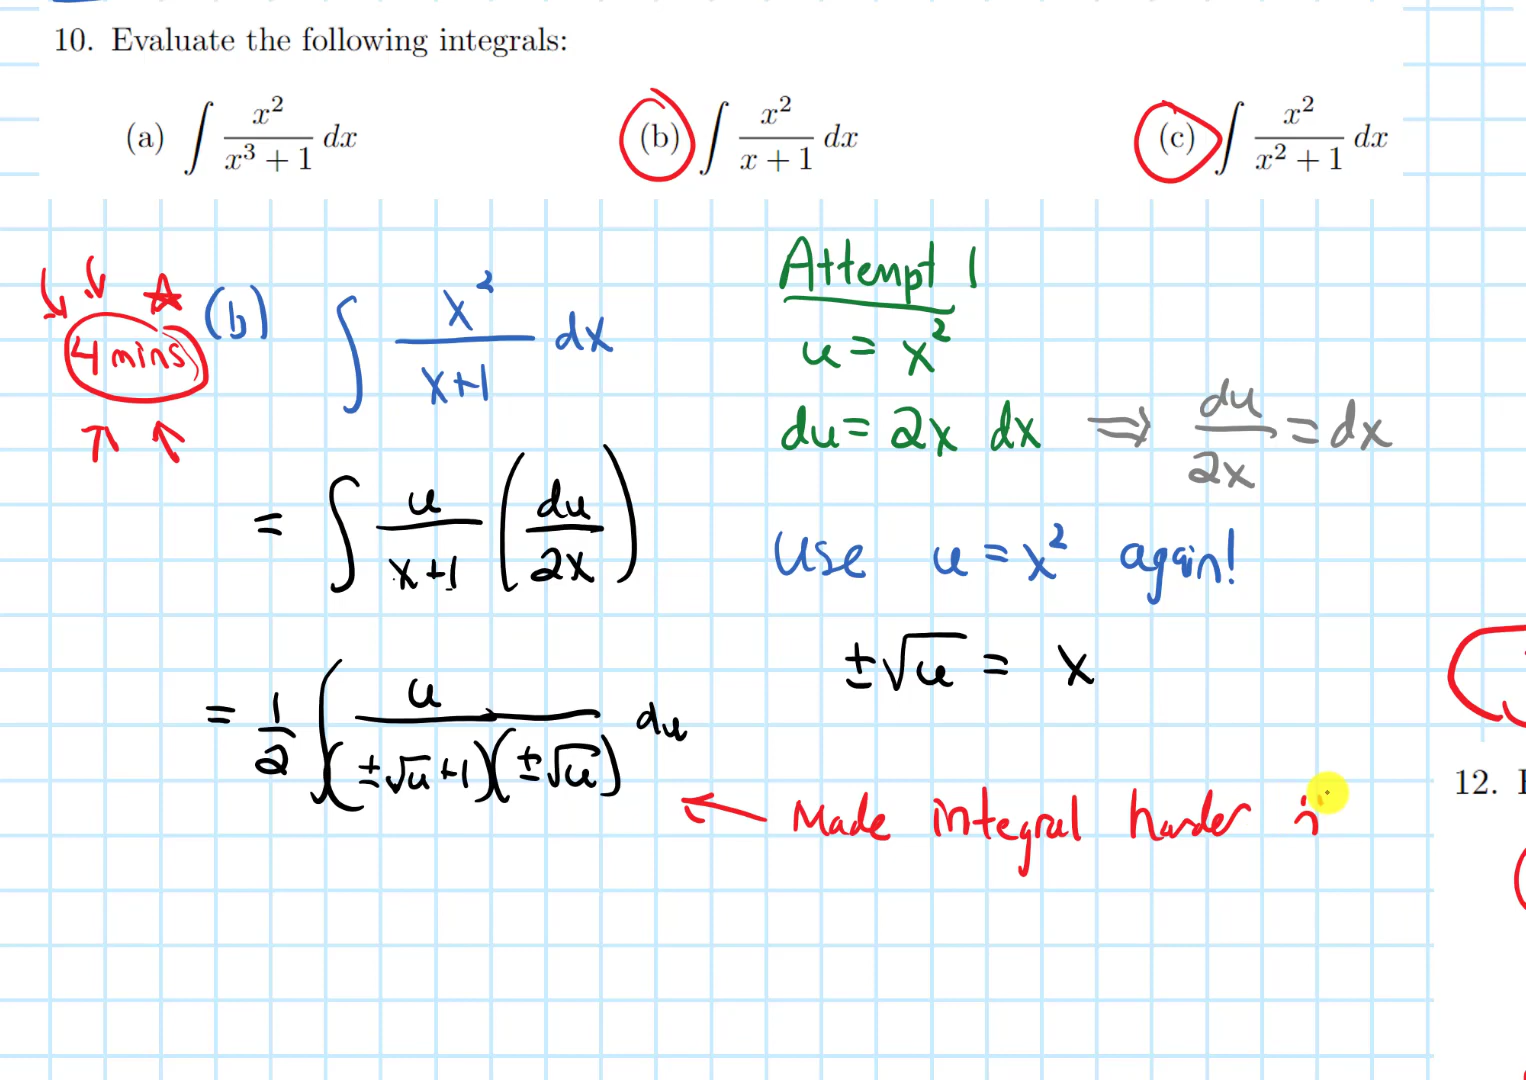 10. Evaluate the following integrals:
(a) ∫ x²/(x³ + 1) dx (b) ∫ x²/(x + 1) dx (c) ∫ x²/(x² + 1) dx
4 mins
(b) ∫ x²/(x+1) dx
Attempt 1
u = x²
du = 2x dx ⇒ du/2x = dx
= ∫ u/(x+1) (du/2x)
Use u = x² again!
±√u = x
= 1/2 ∫ u/((±√u +1)(±√u)) du
← Made integral harder
12.